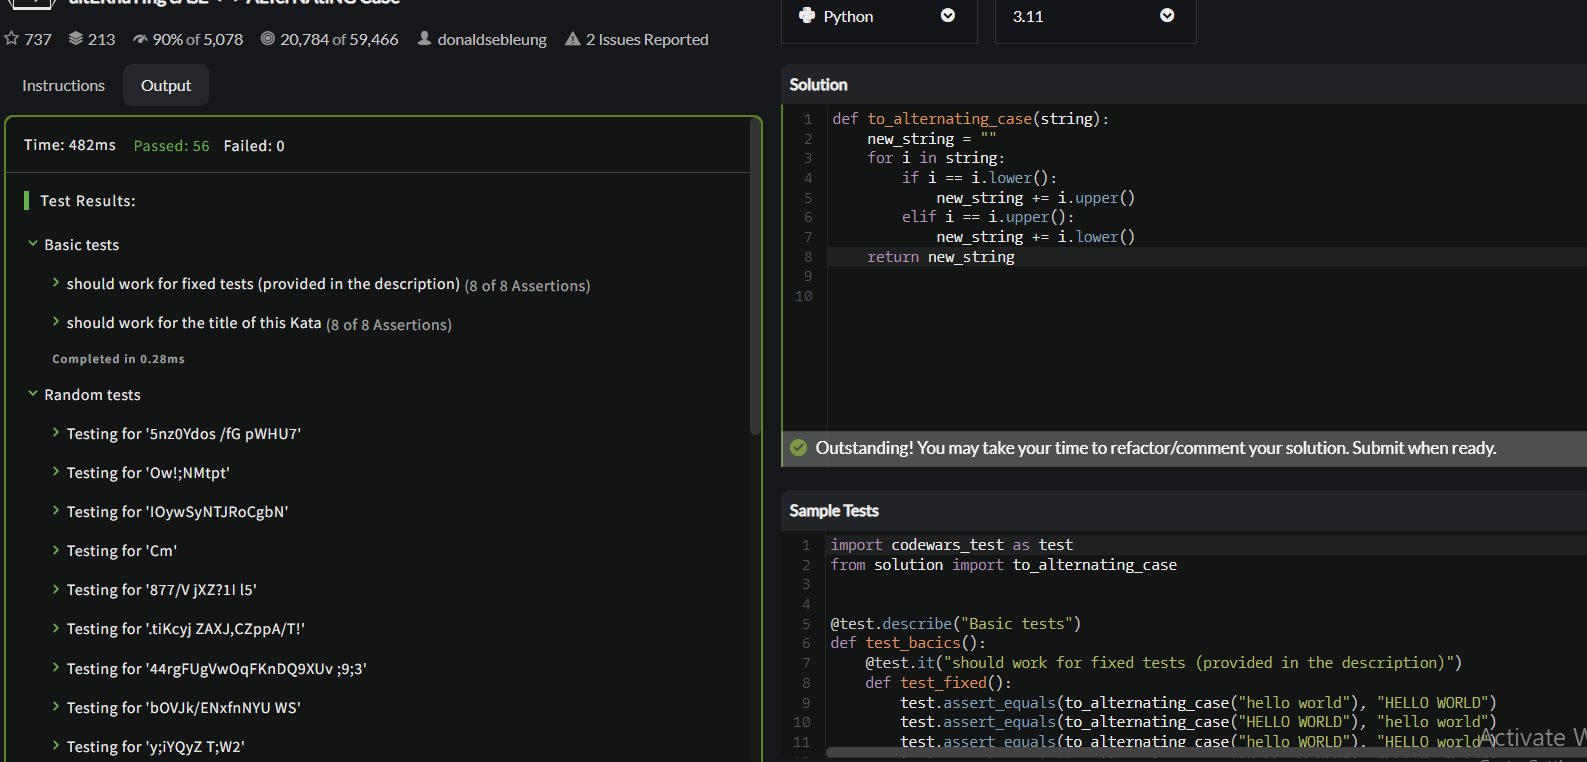 altERnaTIng cAsE <=> ALTerNAtiNG CaSe
737 213 90% of 5,078 20,784 of 59,466 donaldsebleung 2 Issues Reported
Instructions Output
Time: 482ms Passed: 56 Failed: 0
Test Results:
Basic tests
should work for fixed tests (provided in the description) (8 of 8 Assertions)
should work for the title of this Kata (8 of 8 Assertions)
Completed in 0.28ms
Random tests
Testing for '5nz0Ydos /fG pWHU7'
Testing for 'Ow!;NMtpt'
Testing for 'IOywSyNTJRoCgbN'
Testing for 'Cm'
Testing for '877/V jXZ?1I l5'
Testing for '.tiKcyj ZAXJ,CZppA/T!'
Testing for '44rgFUgVwOqFKnDQ9XUv ;9;3'
Testing for 'bOVJk/ENxfnNYU WS'
Testing for 'y;iYQyZ T;W2'
Python 3.11
Solution
1 def to_alternating_case(string):
2 new_string = ""
3 for i in string:
4 if i == i.lower():
5 new_string += i.upper()
6 elif i == i.upper():
7 new_string += i.lower()
8 return new_string
9
10
Outstanding! You may take your time to refactor/comment your solution. Submit when ready.
Sample Tests
1 import codewars_test as test
2 from solution import to_alternating_case
3
4
5 @test.describe("Basic tests")
6 def test_bacics():
7 @test.it("should work for fixed tests (provided in the description)")
8 def test_fixed():
9 test.assert_equals(to_alternating_case("hello world"), "HELLO WORLD")
10 test.assert_equals(to_alternating_case("HELLO WORLD"), "hello world")
11 test.assert_equals(to_alternating_case("hello WORLD"), "HELLO world")
Activate W